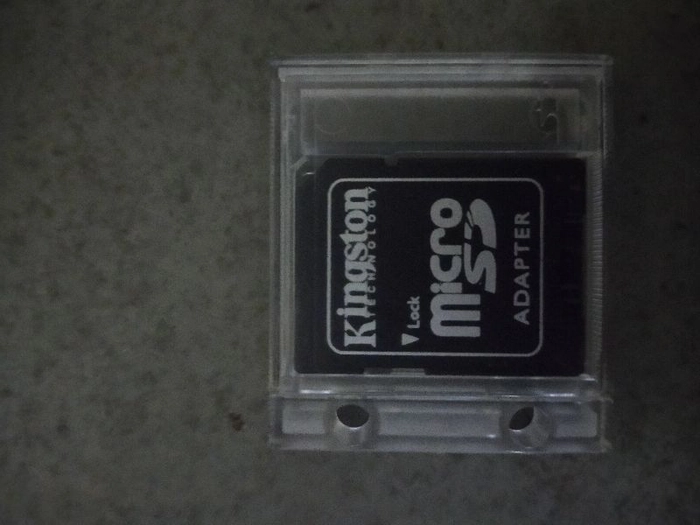 Kingston
TECHNOLOGY
Lock
micro
SD
ADAPTER